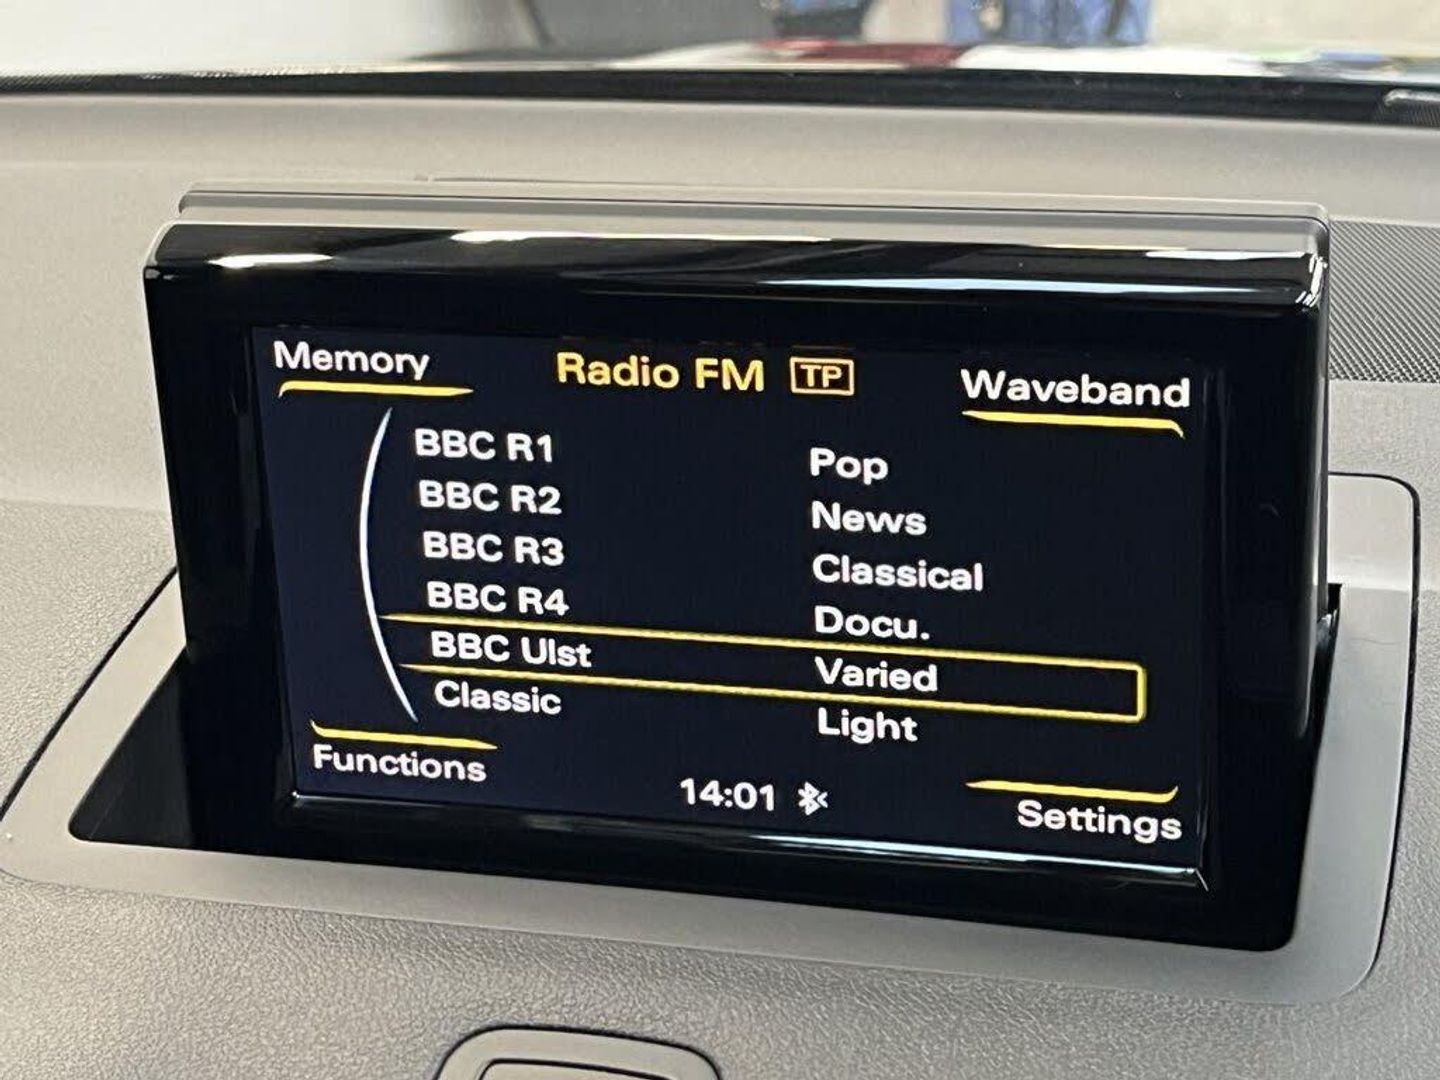 Memory Radio FM TP Waveband
BBC R1 Pop
BBC R2 News
BBC R3 Classical
BBC R4 Docu.
BBC Ulst Varied
Classic Light
Functions 14:01 Settings